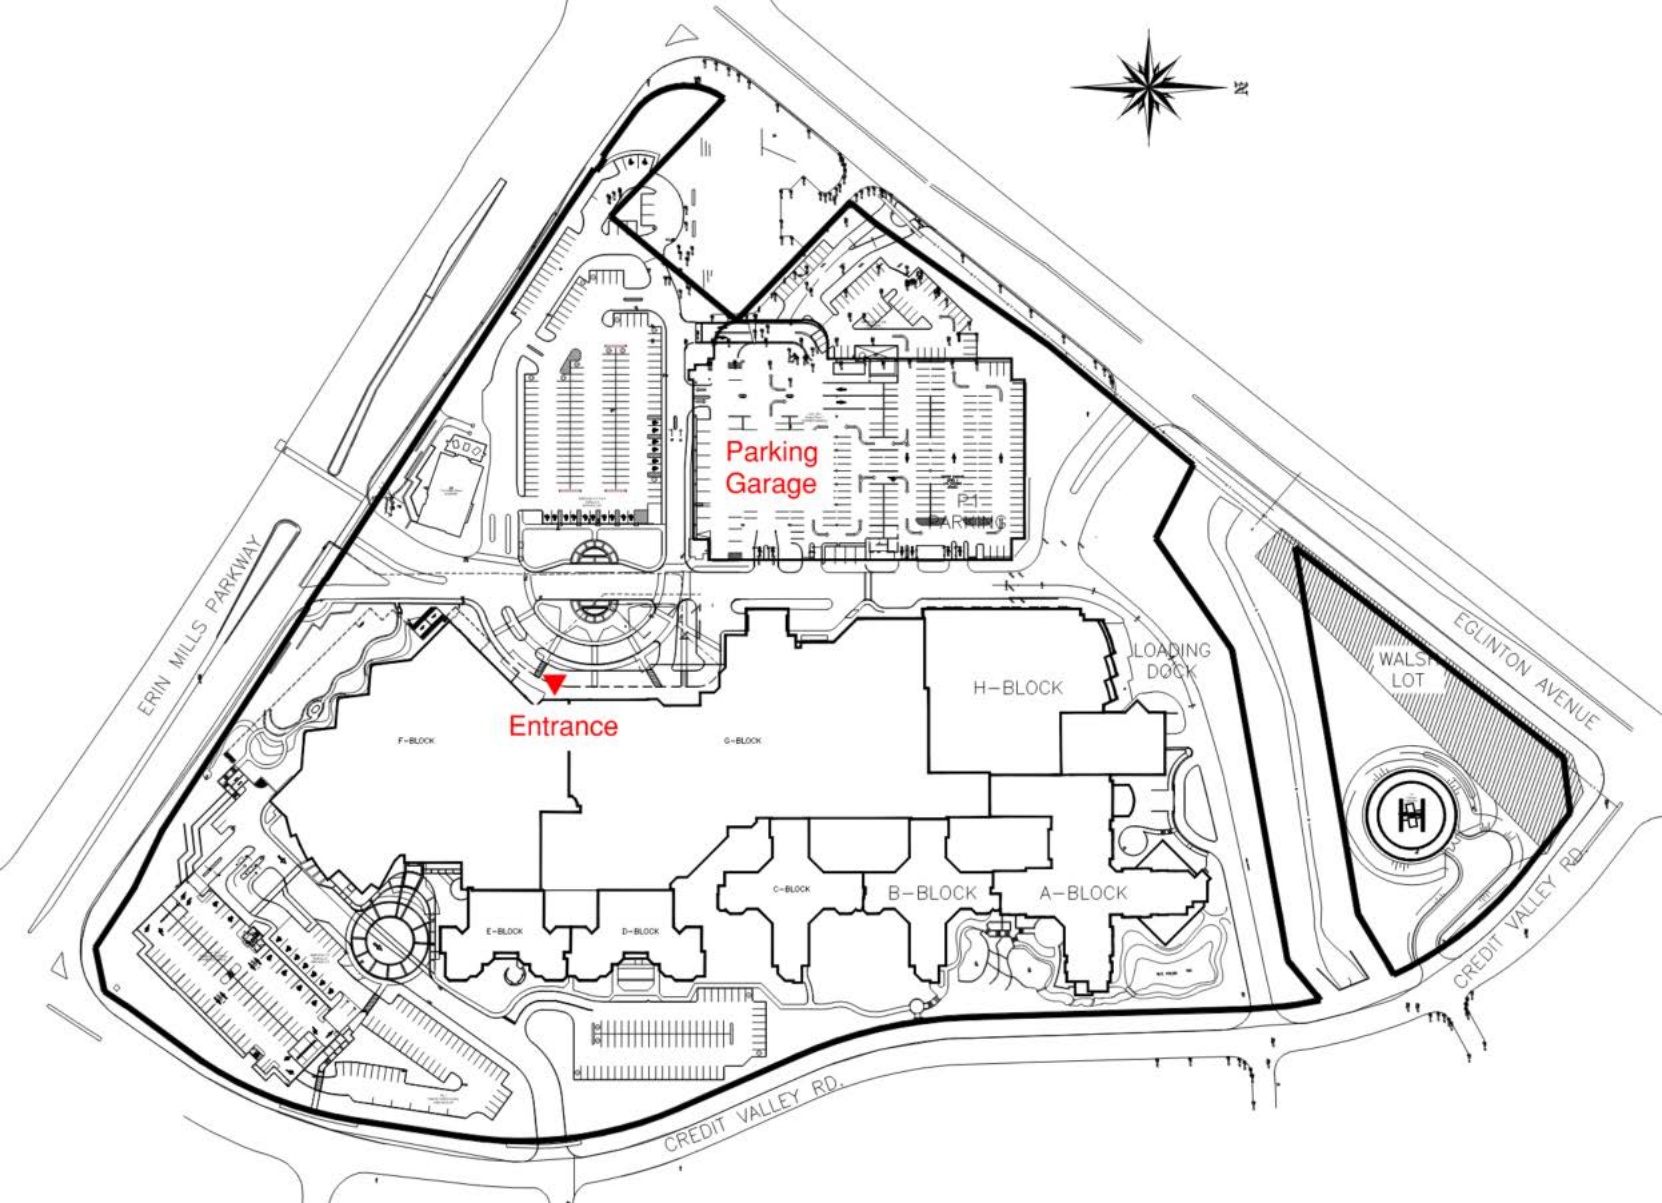 N
Parking
Garage
P1
PARKING
ERIN MILLS PARKWAY
EGLINTON AVENUE
LOADING
DOCK
WALSH
LOT
H-BLOCK
Entrance
F-BLOCK
G-BLOCK
H
C-BLOCK
B-BLOCK
A-BLOCK
E-BLOCK
D-BLOCK
CREDIT VALLEY RD.
CREDIT VALLEY RD.